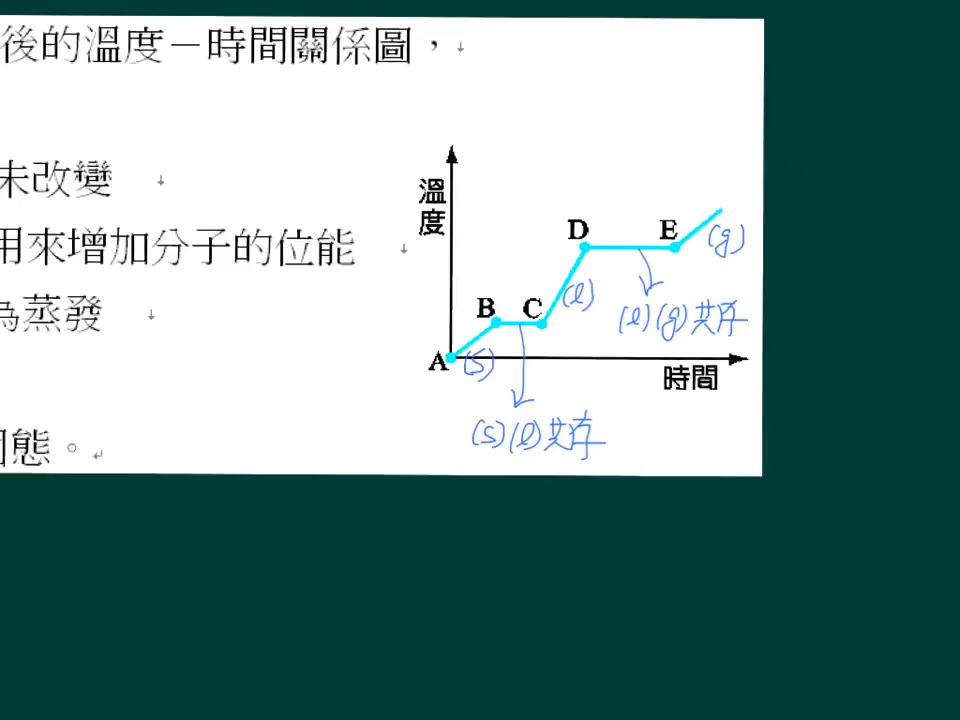 後的溫度－時間關係圖，
未改變
用來增加分子的位能
為蒸發
態。
溫度
D
E
(g)
B
C
(l)
(l)(g)共存
A
(s)
時間
(s)(l)共存